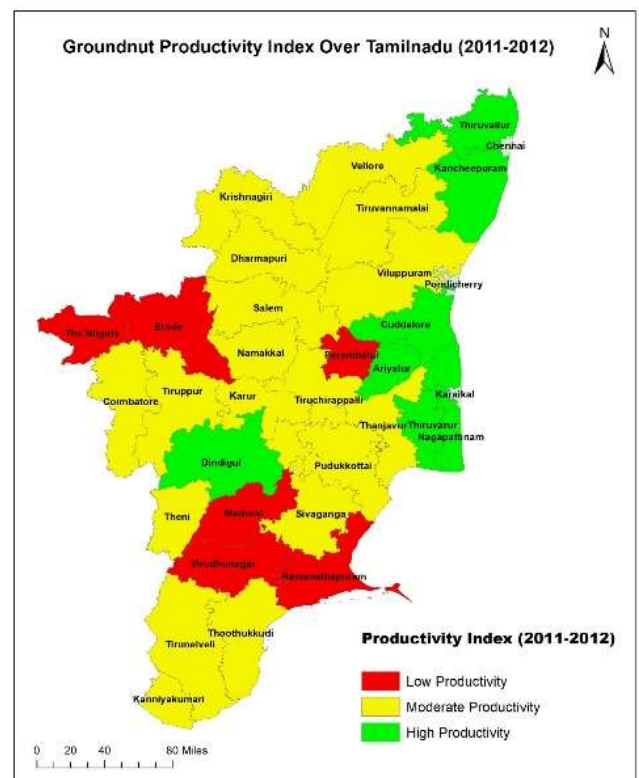 Groundnut Productivity Index Over Tamilnadu (2011-2012)
N
Thiruvallur
Chennai
Kancheepuram
Vellore
Krishnagiri
Tiruvannamalai
Dharmapuri
Viluppuram
Pondicherry
Salem
Cuddalore
The Nilgiris
Erode
Namakkal
Perambalur
Ariyalur
Coimbatore
Tiruppur
Karur
Tiruchirappalli
Karaikal
Thanjavur
Thiruvarur
Nagapattinam
Dindigul
Pudukkottai
Theni
Madurai
Sivaganga
Virudhunagar
Ramanathapuram
Thoothukkudi
Tirunelveli
Kanniyakumari
Productivity Index (2011-2012)
Low Productivity
Moderate Productivity
High Productivity
0 20 40 80 Miles